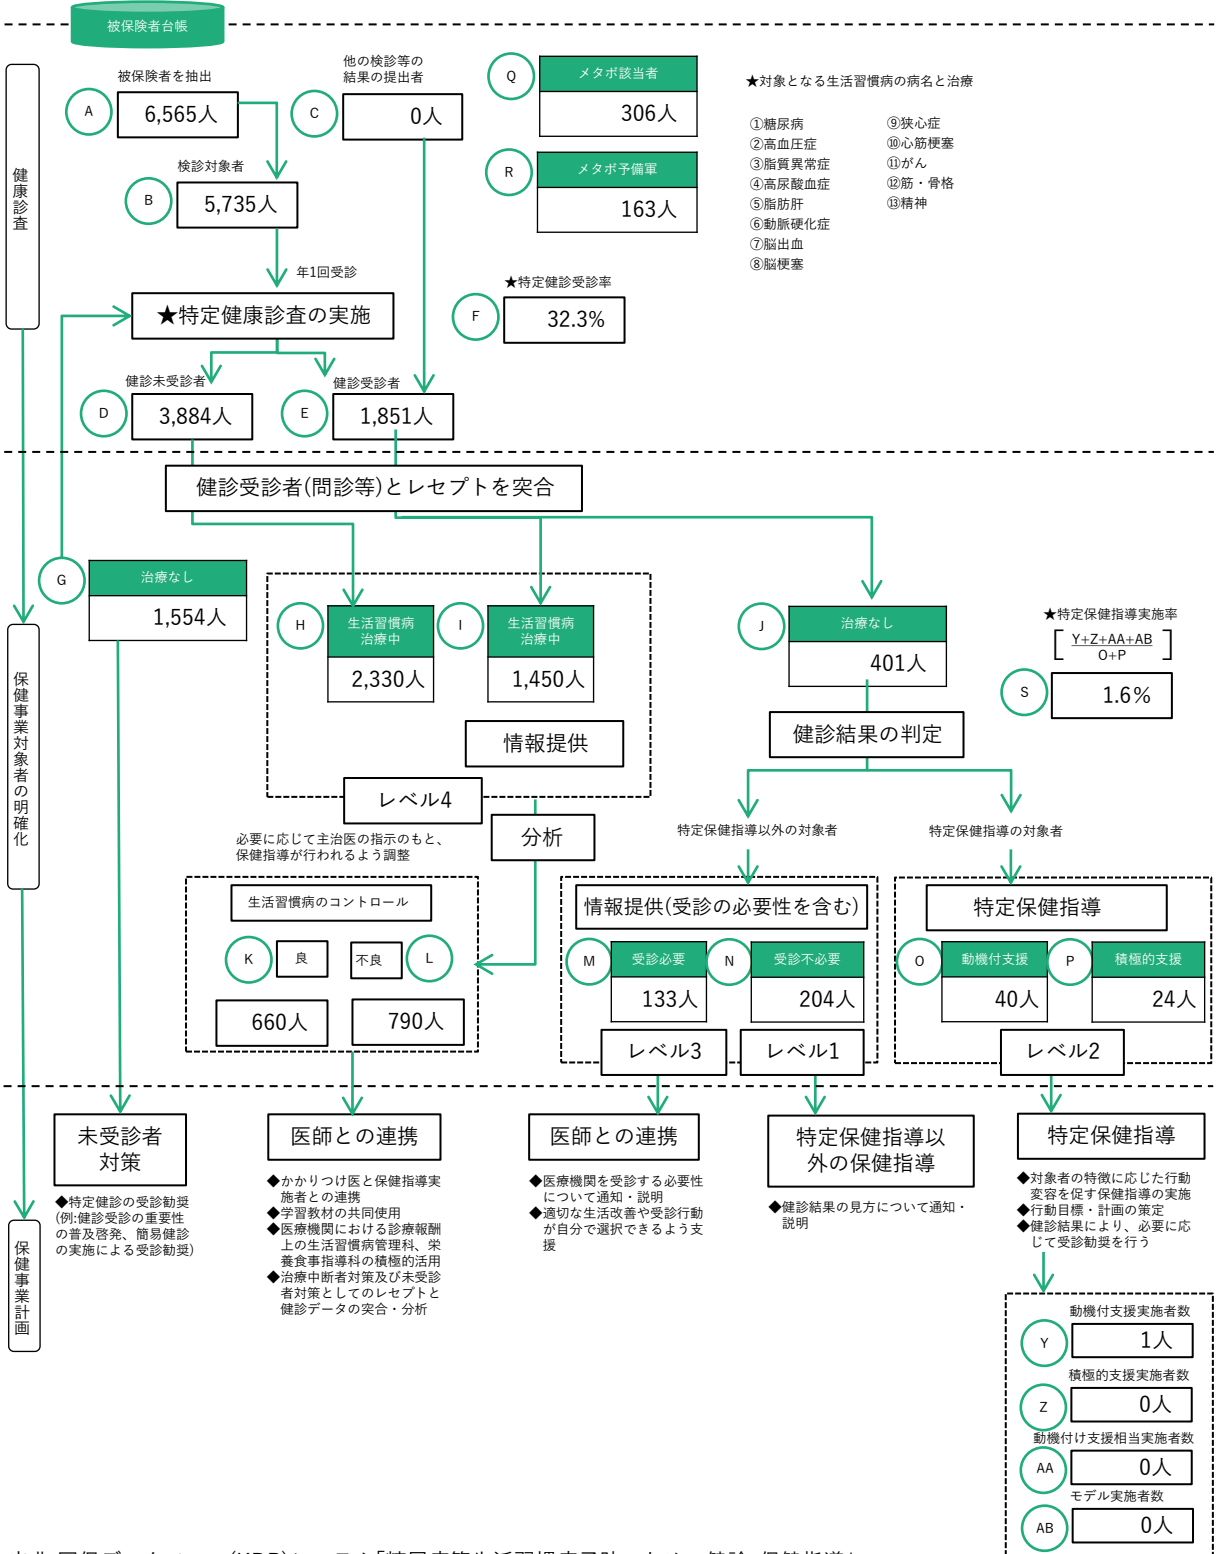 被保険者台帳
健康診査
被保険者を抽出
A
6,565人
他の検診等の
結果の提出者
C
0人
Q
メタボ該当者
306人
R
メタボ予備軍
163人
★対象となる生活習慣病の病名と治療
①糖尿病
②高血圧症
③脂質異常症
④高尿酸血症
⑤脂肪肝
⑥動脈硬化症
⑦脳出血
⑧脳梗塞
⑨狭心症
⑩心筋梗塞
⑪がん
⑫筋・骨格
⑬精神
検診対象者
B
5,735人
年1回受診
★特定健康診査の実施
★特定健診受診率
F
32.3%
健診未受診者
D
3,884人
健診受診者
E
1,851人
健診受診者(問診等)とレセプトを突合
保健事業対象者の明確化
G
治療なし
1,554人
H
生活習慣病
治療中
2,330人
I
生活習慣病
治療中
1,450人
情報提供
レベル4
J
治療なし
401人
★特定保健指導実施率
Y+Z+AA+AB
O+P
S
1.6%
健診結果の判定
分析
必要に応じて主治医の指示のもと、
保健指導が行われるよう調整
特定保健指導以外の対象者
特定保健指導の対象者
生活習慣病のコントロール
K
良
不良
L
660人
790人
情報提供(受診の必要性を含む)
M
受診必要
133人
N
受診不必要
204人
レベル3
レベル1
特定保健指導
O
動機付支援
40人
P
積極的支援
24人
レベル2
保健事業計画
未受診者
対策
◆特定健診の受診勧奨
(例:健診受診の重要性
の普及啓発、簡易健診
の実施による受診勧奨)
医師との連携
◆かかりつけ医と保健指導実
施者との連携
◆学習教材の共同使用
◆医療機関における診療報酬
上の生活習慣病管理料、栄
養食事指導料の積極的活用
◆治療中断者対策及び未受診
者対策としてのレセプトと
健診データの突合・分析
医師との連携
◆医療機関を受診する必要性
について通知・説明
◆適切な生活改善や受診行動
が自分で選択できるよう支
援
特定保健指導以
外の保健指導
◆健診結果の見方について通知・
説明
特定保健指導
◆対象者の特徴に応じた行動
変容を促す保健指導の実施
◆行動目標・計画の策定
◆健診結果により、必要に応
じて受診勧奨を行う
動機付支援実施者数
Y
1人
積極的支援実施者数
Z
0人
動機付け支援相当実施者数
AA
0人
モデル実施者数
AB
0人